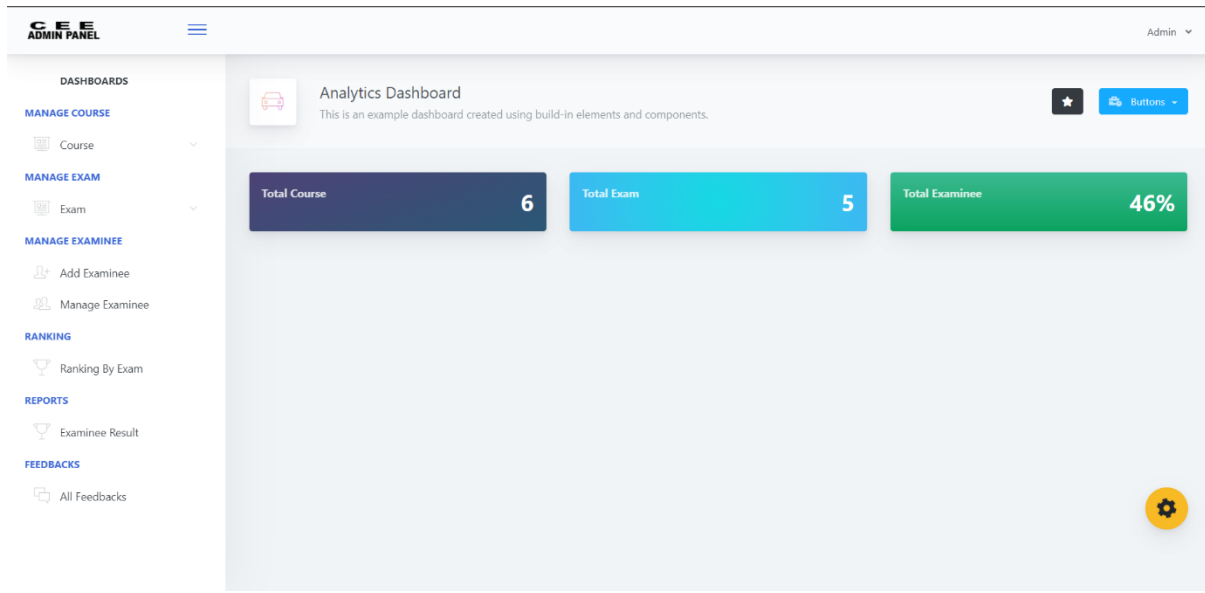 CEE
ADMIN PANEL
Admin
DASHBOARDS
MANAGE COURSE
Course
MANAGE EXAM
Exam
MANAGE EXAMINEE
Add Examinee
Manage Examinee
RANKING
Ranking By Exam
REPORTS
Examinee Result
FEEDBACKS
All Feedbacks
Analytics Dashboard
This is an example dashboard created using build-in elements and components.
Buttons
Total Course
6
Total Exam
5
Total Examinee
46%